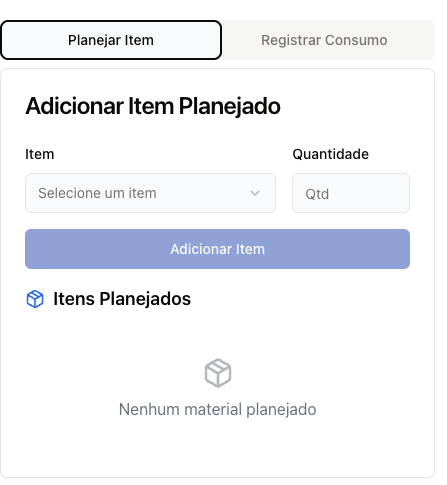 Planejar Item
Registrar Consumo
Adicionar Item Planejado
Item
Quantidade
Selecione um item
Qtd
Adicionar Item
Itens Planejados
Nenhum material planejado